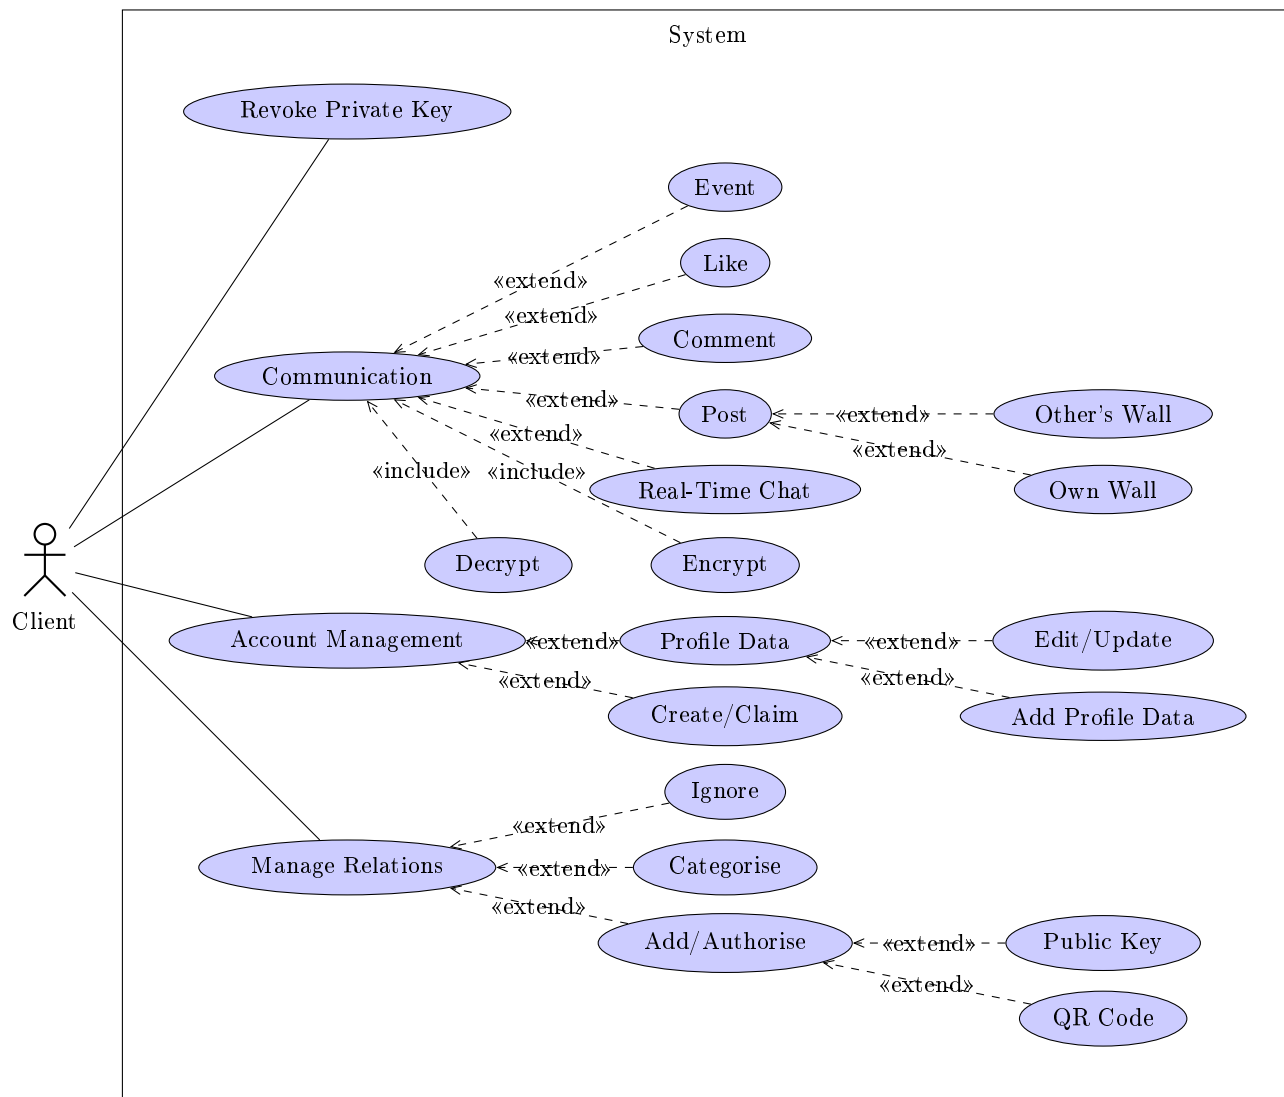 System
Revoke Private Key
Event
Like
«extend»
«extend»
Comment
«extend»
Communication
«extend»
Post
«extend»
Other's Wall
«extend»
«extend»
«include»
«include»
Real-Time Chat
Own Wall
Decrypt
Encrypt
Client
Account Management
«extend»
Profile Data
«extend»
Edit/Update
«extend»
«extend»
Create/Claim
Add Profile Data
Ignore
«extend»
Manage Relations
«extend»
Categorise
«extend»
Add/Authorise
«extend»
Public Key
«extend»
QR Code